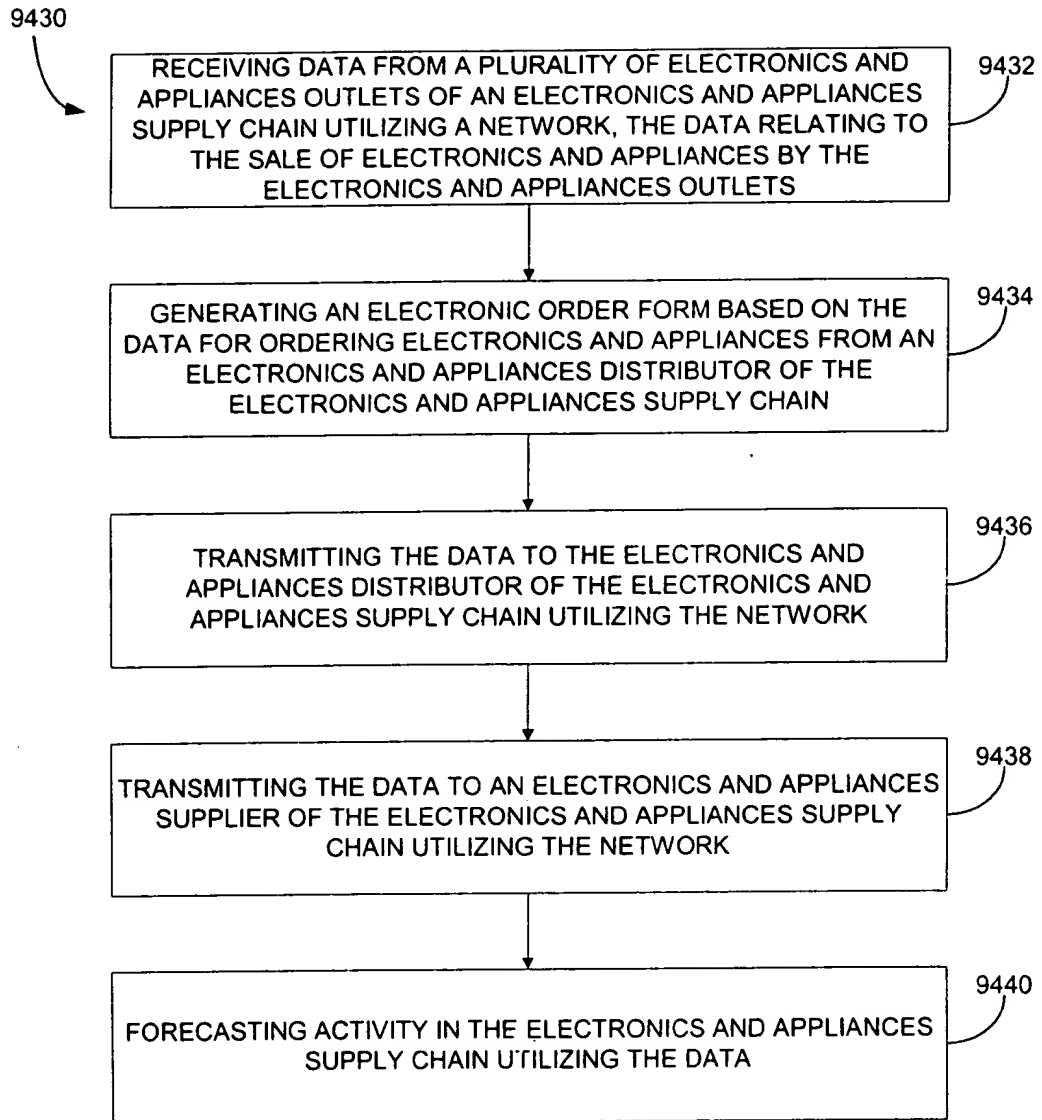 9430
RECEIVING DATA FROM A PLURALITY OF ELECTRONICS AND
APPLIANCES OUTLETS OF AN ELECTRONICS AND APPLIANCES
SUPPLY CHAIN UTILIZING A NETWORK, THE DATA RELATING TO
THE SALE OF ELECTRONICS AND APPLIANCES BY THE
ELECTRONICS AND APPLIANCES OUTLETS
9432
GENERATING AN ELECTRONIC ORDER FORM BASED ON THE
DATA FOR ORDERING ELECTRONICS AND APPLIANCES FROM AN
ELECTRONICS AND APPLIANCES DISTRIBUTOR OF THE
ELECTRONICS AND APPLIANCES SUPPLY CHAIN
9434
TRANSMITTING THE DATA TO THE ELECTRONICS AND
APPLIANCES DISTRIBUTOR OF THE ELECTRONICS AND
APPLIANCES SUPPLY CHAIN UTILIZING THE NETWORK
9436
TRANSMITTING THE DATA TO AN ELECTRONICS AND APPLIANCES
SUPPLIER OF THE ELECTRONICS AND APPLIANCES SUPPLY
CHAIN UTILIZING THE NETWORK
9438
FORECASTING ACTIVITY IN THE ELECTRONICS AND APPLIANCES
SUPPLY CHAIN UTILIZING THE DATA
9440